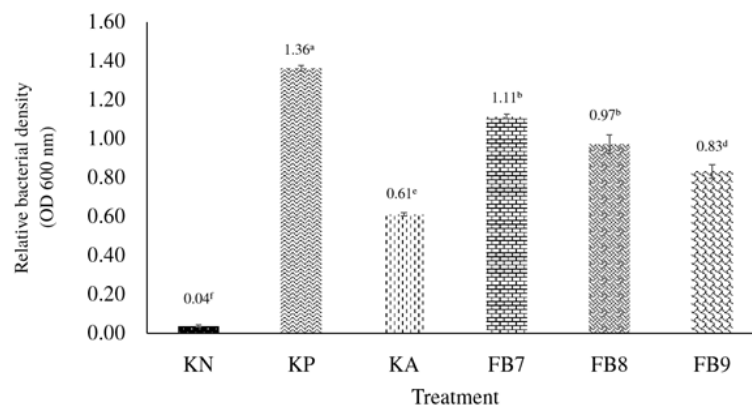 1.60
1.40
1.20
1.00
0.80
0.60
0.40
0.20
0.00
Relative bacterial density
(OD 600 nm)
0.04ᶠ
1.36ᵃ
0.61ᵉ
1.11ᵇ
0.97ᵇ
0.83ᵈ
KN KP KA FB7 FB8 FB9
Treatment